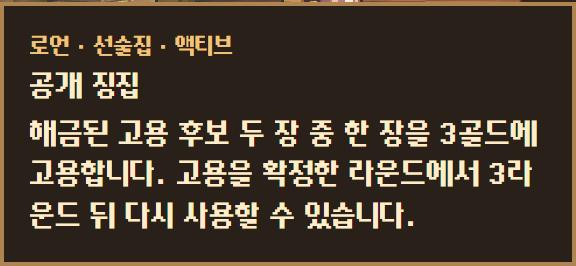 로언 · 선술집 · 액티브
공개 징집
해금된 고용 후보 두 장 중 한 장을 3골드에
고용합니다. 고용을 확정한 라운드에서 3라
운드 뒤 다시 사용할 수 있습니다.